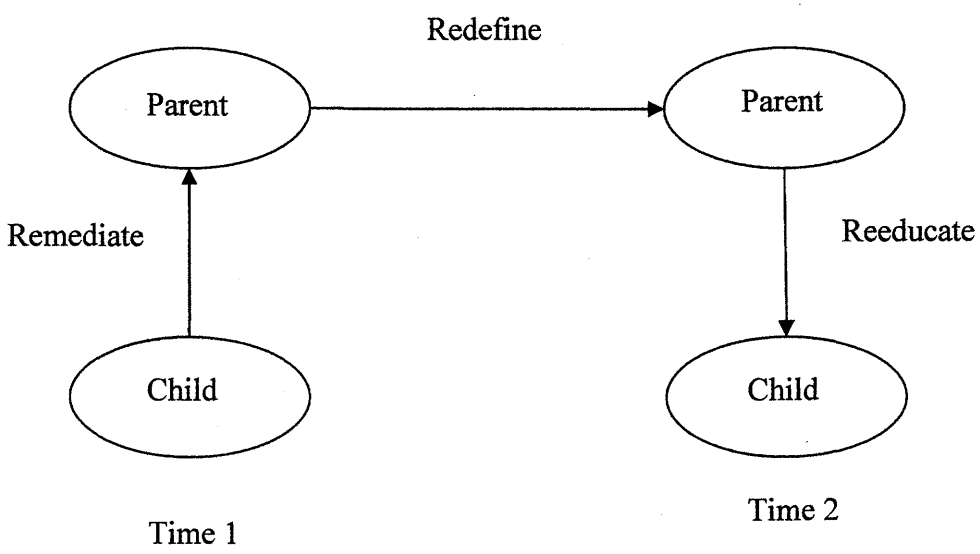 Redefine
Parent
Parent
Remediate
Reeducate
Child
Child
Time 1
Time 2